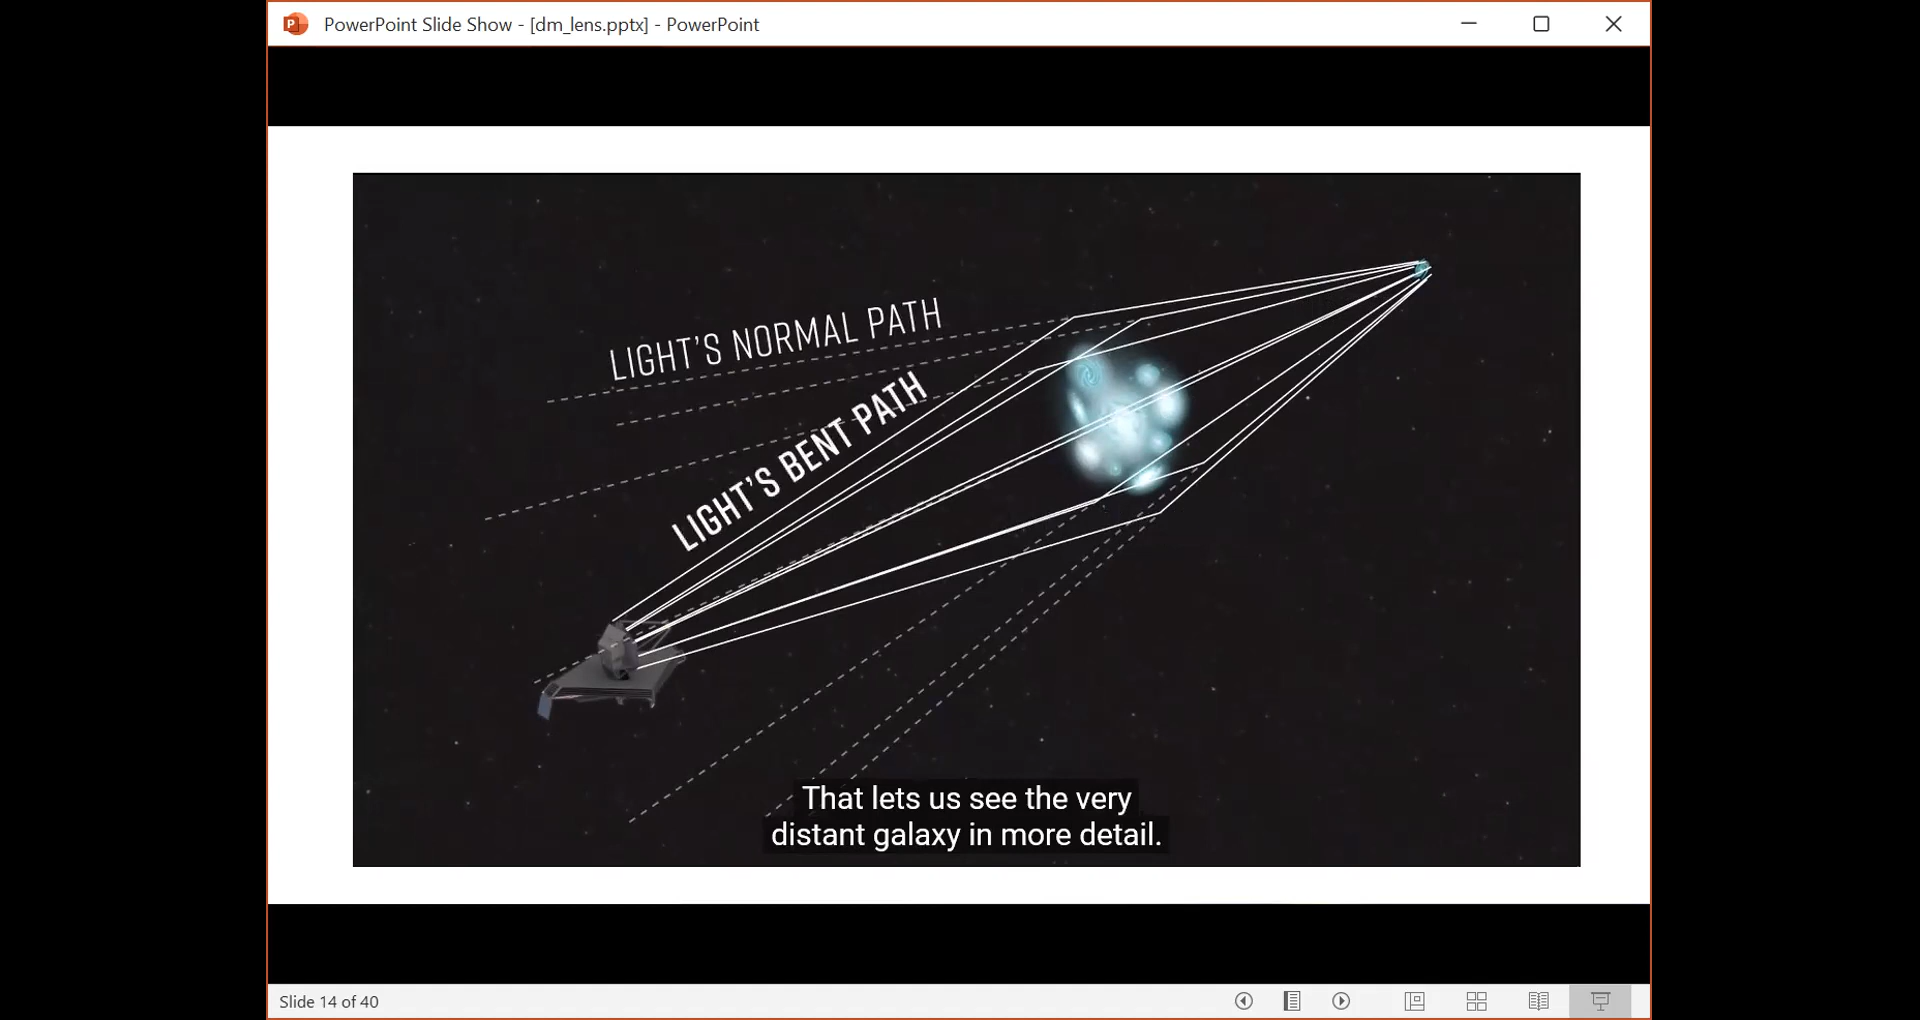 PowerPoint Slide Show - [dm_lens.pptx] - PowerPoint
LIGHT'S NORMAL PATH
LIGHT'S BENT PATH
That lets us see the very
distant galaxy in more detail.
Slide 14 of 40